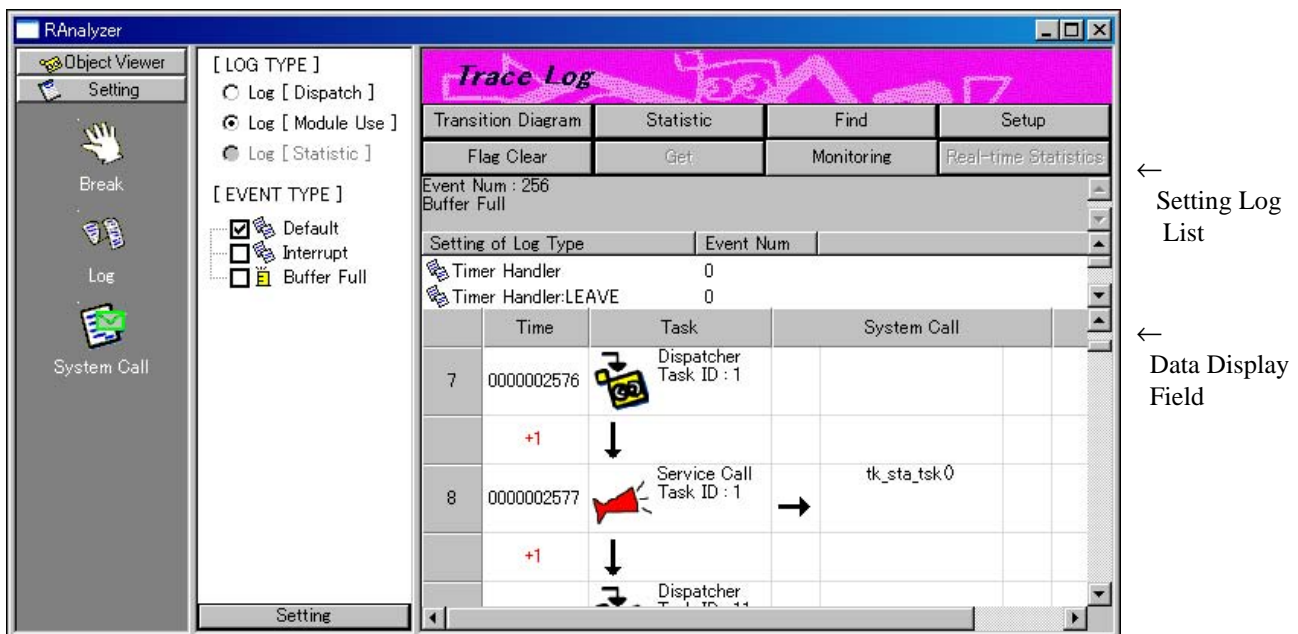 RAnalyzer
Object Viewer
Setting
Break
Log
System Call
[ LOG TYPE ]
Log [ Dispatch ]
Log [ Module Use ]
Log [ Statistic ]
[ EVENT TYPE ]
Default
Interrupt
Buffer Full
Setting
Trace Log
Transition Diagram Statistic Find Setup
Flag Clear Get Monitoring Real-time Statistics
Event Num : 256
Buffer Full
Setting of Log Type Event Num
Timer Handler 0
Timer Handler:LEAVE 0
Time Task System Call
7 0000002576 Dispatcher
Task ID : 1
+1
8 0000002577 Service Call tk_sta_tsk()
Task ID : 1
+1
Dispatcher
Task ID : 11
←
Setting Log
List
←
Data Display
Field